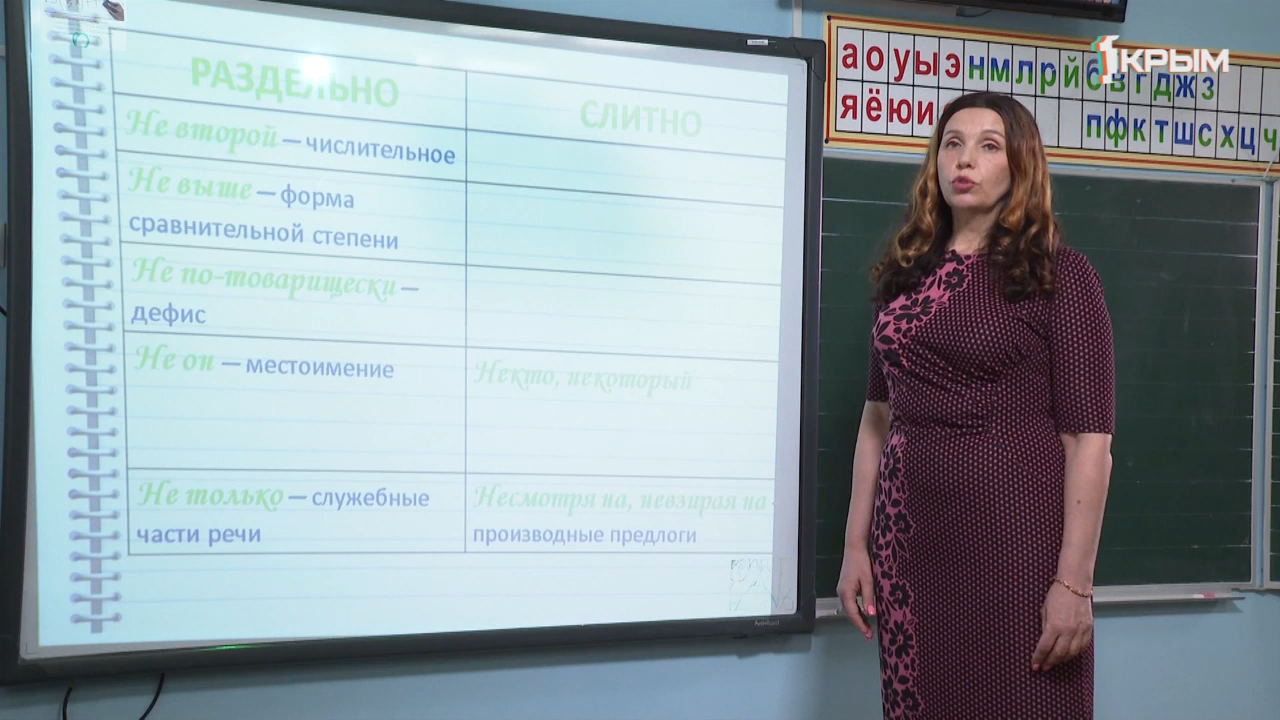 РАЗДЕЛЬНО
СЛИТНО
Не второй – числительное
Не выше – форма
сравнительной степени
Не по-товарищески –
дефис
Не он – местоимение
Некто, некоторый
Не только – служебные
части речи
Несмотря на, невзирая на -
производные предлоги
а о у ы э н м л р й б в г д ж з
я ё ю и
п ф к т ш с х ц ч
1КРЫМ